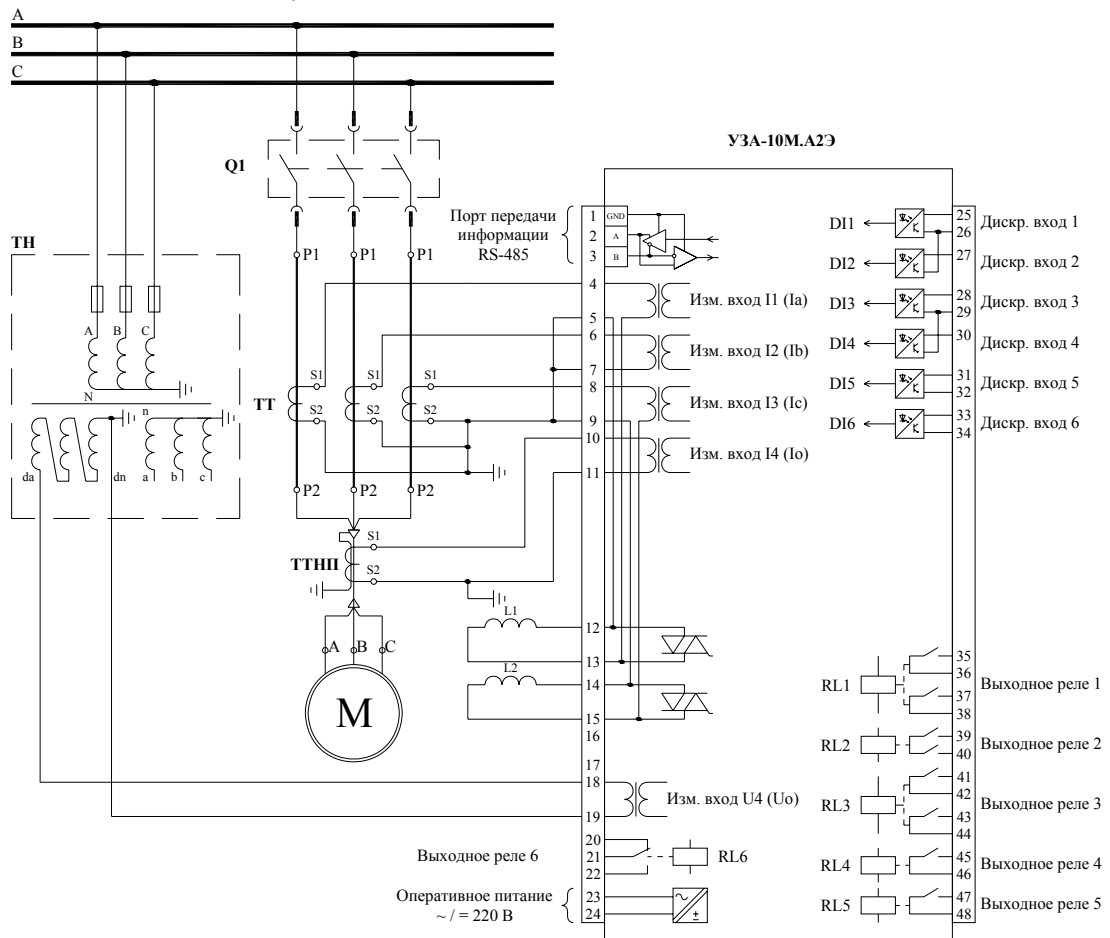 A
B
C
УЗА-10М.А2Э
Q1
ТН
A
B
C
N
n
da
dn
a
b
c
P1
P1
P1
ТТ
S1
S1
S1
S2
S2
S2
P2
P2
P2
ТТНП
S1
S2
A
B
C
M
L1
L2
Порт передачи
информации
RS-485
1
GND
2
A
3
B
4
Изм. вход I1 (Ia)
5
6
Изм. вход I2 (Ib)
7
8
Изм. вход I3 (Ic)
9
10
Изм. вход I4 (Io)
11
12
13
14
15
16
17
18
Изм. вход U4 (Uo)
19
Выходное реле 6
20
21
22
RL6
Оперативное питание
~ / = 220 В
23
24
DI1
25
26
Дискр. вход 1
DI2
27
Дискр. вход 2
DI3
28
29
Дискр. вход 3
DI4
30
Дискр. вход 4
DI5
31
32
Дискр. вход 5
DI6
33
34
Дискр. вход 6
RL1
35
36
37
38
Выходное реле 1
RL2
39
40
Выходное реле 2
RL3
41
42
43
44
Выходное реле 3
RL4
45
46
Выходное реле 4
RL5
47
48
Выходное реле 5